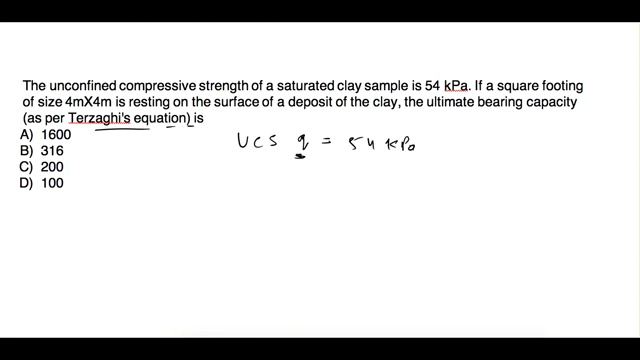 The unconfined compressive strength of a saturated clay sample is 54 kPa. If a square footing
of size 4mX4m is resting on the surface of a deposit of the clay, the ultimate bearing capacity
(as per Terzaghi's equation) is
A) 1600
B) 316
C) 200
D) 100
UCS q = 54 kPa